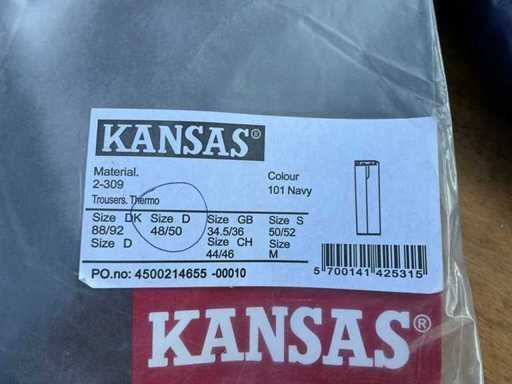 KANSAS®
Material.
2-309
Colour
101 Navy
Trousers. Thermo
Size DK Size D Size GB Size S
88/92 48/50 34.5/36 50/52
Size D Size CH Size
44/46 M
PO.no: 4500214655 -00010
5 700141 425315
KANSAS®